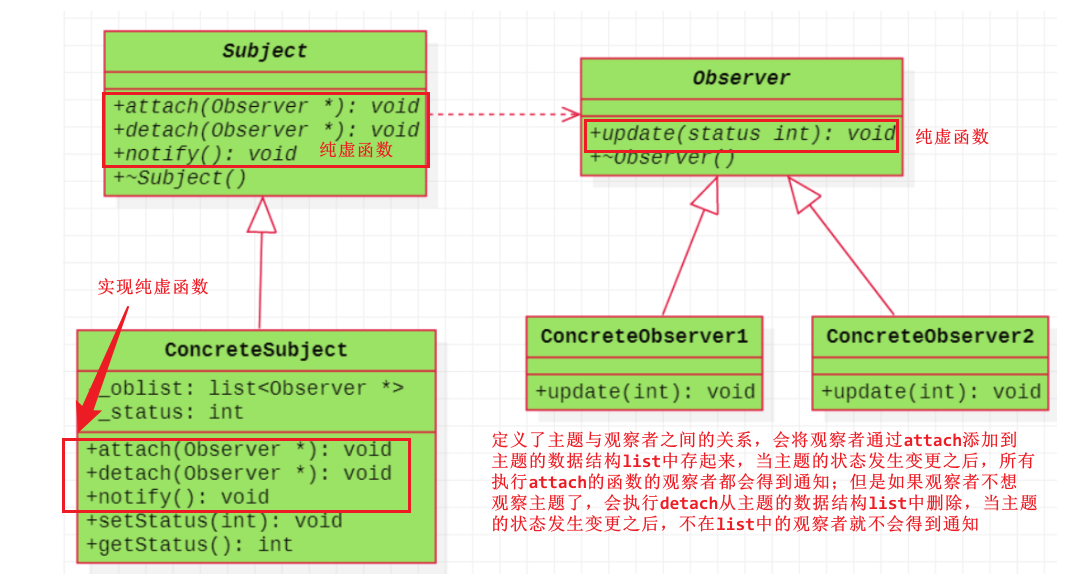 Subject
+attach(Observer *): void
+detach(Observer *): void
+notify(): void
纯虚函数
+~Subject()
Observer
+update(status int): void
纯虚函数
+~Observer()
实现纯虚函数
ConcreteSubject
_oblist: list<Observer *>
_status: int
+attach(Observer *): void
+detach(Observer *): void
+notify(): void
+setStatus(int): void
+getStatus(): int
ConcreteObserver1
+update(int): void
ConcreteObserver2
+update(int): void
定义了主题与观察者之间的关系，会将观察者通过attach添加到
主题的数据结构list中存起来，当主题的状态发生变更之后，所有
执行attach的函数的观察者都会得到通知；但是如果观察者不想
观察主题了，会执行detach从主题的数据结构list中删除，当主题
的状态发生变更之后，不在list中的观察者就不会得到通知